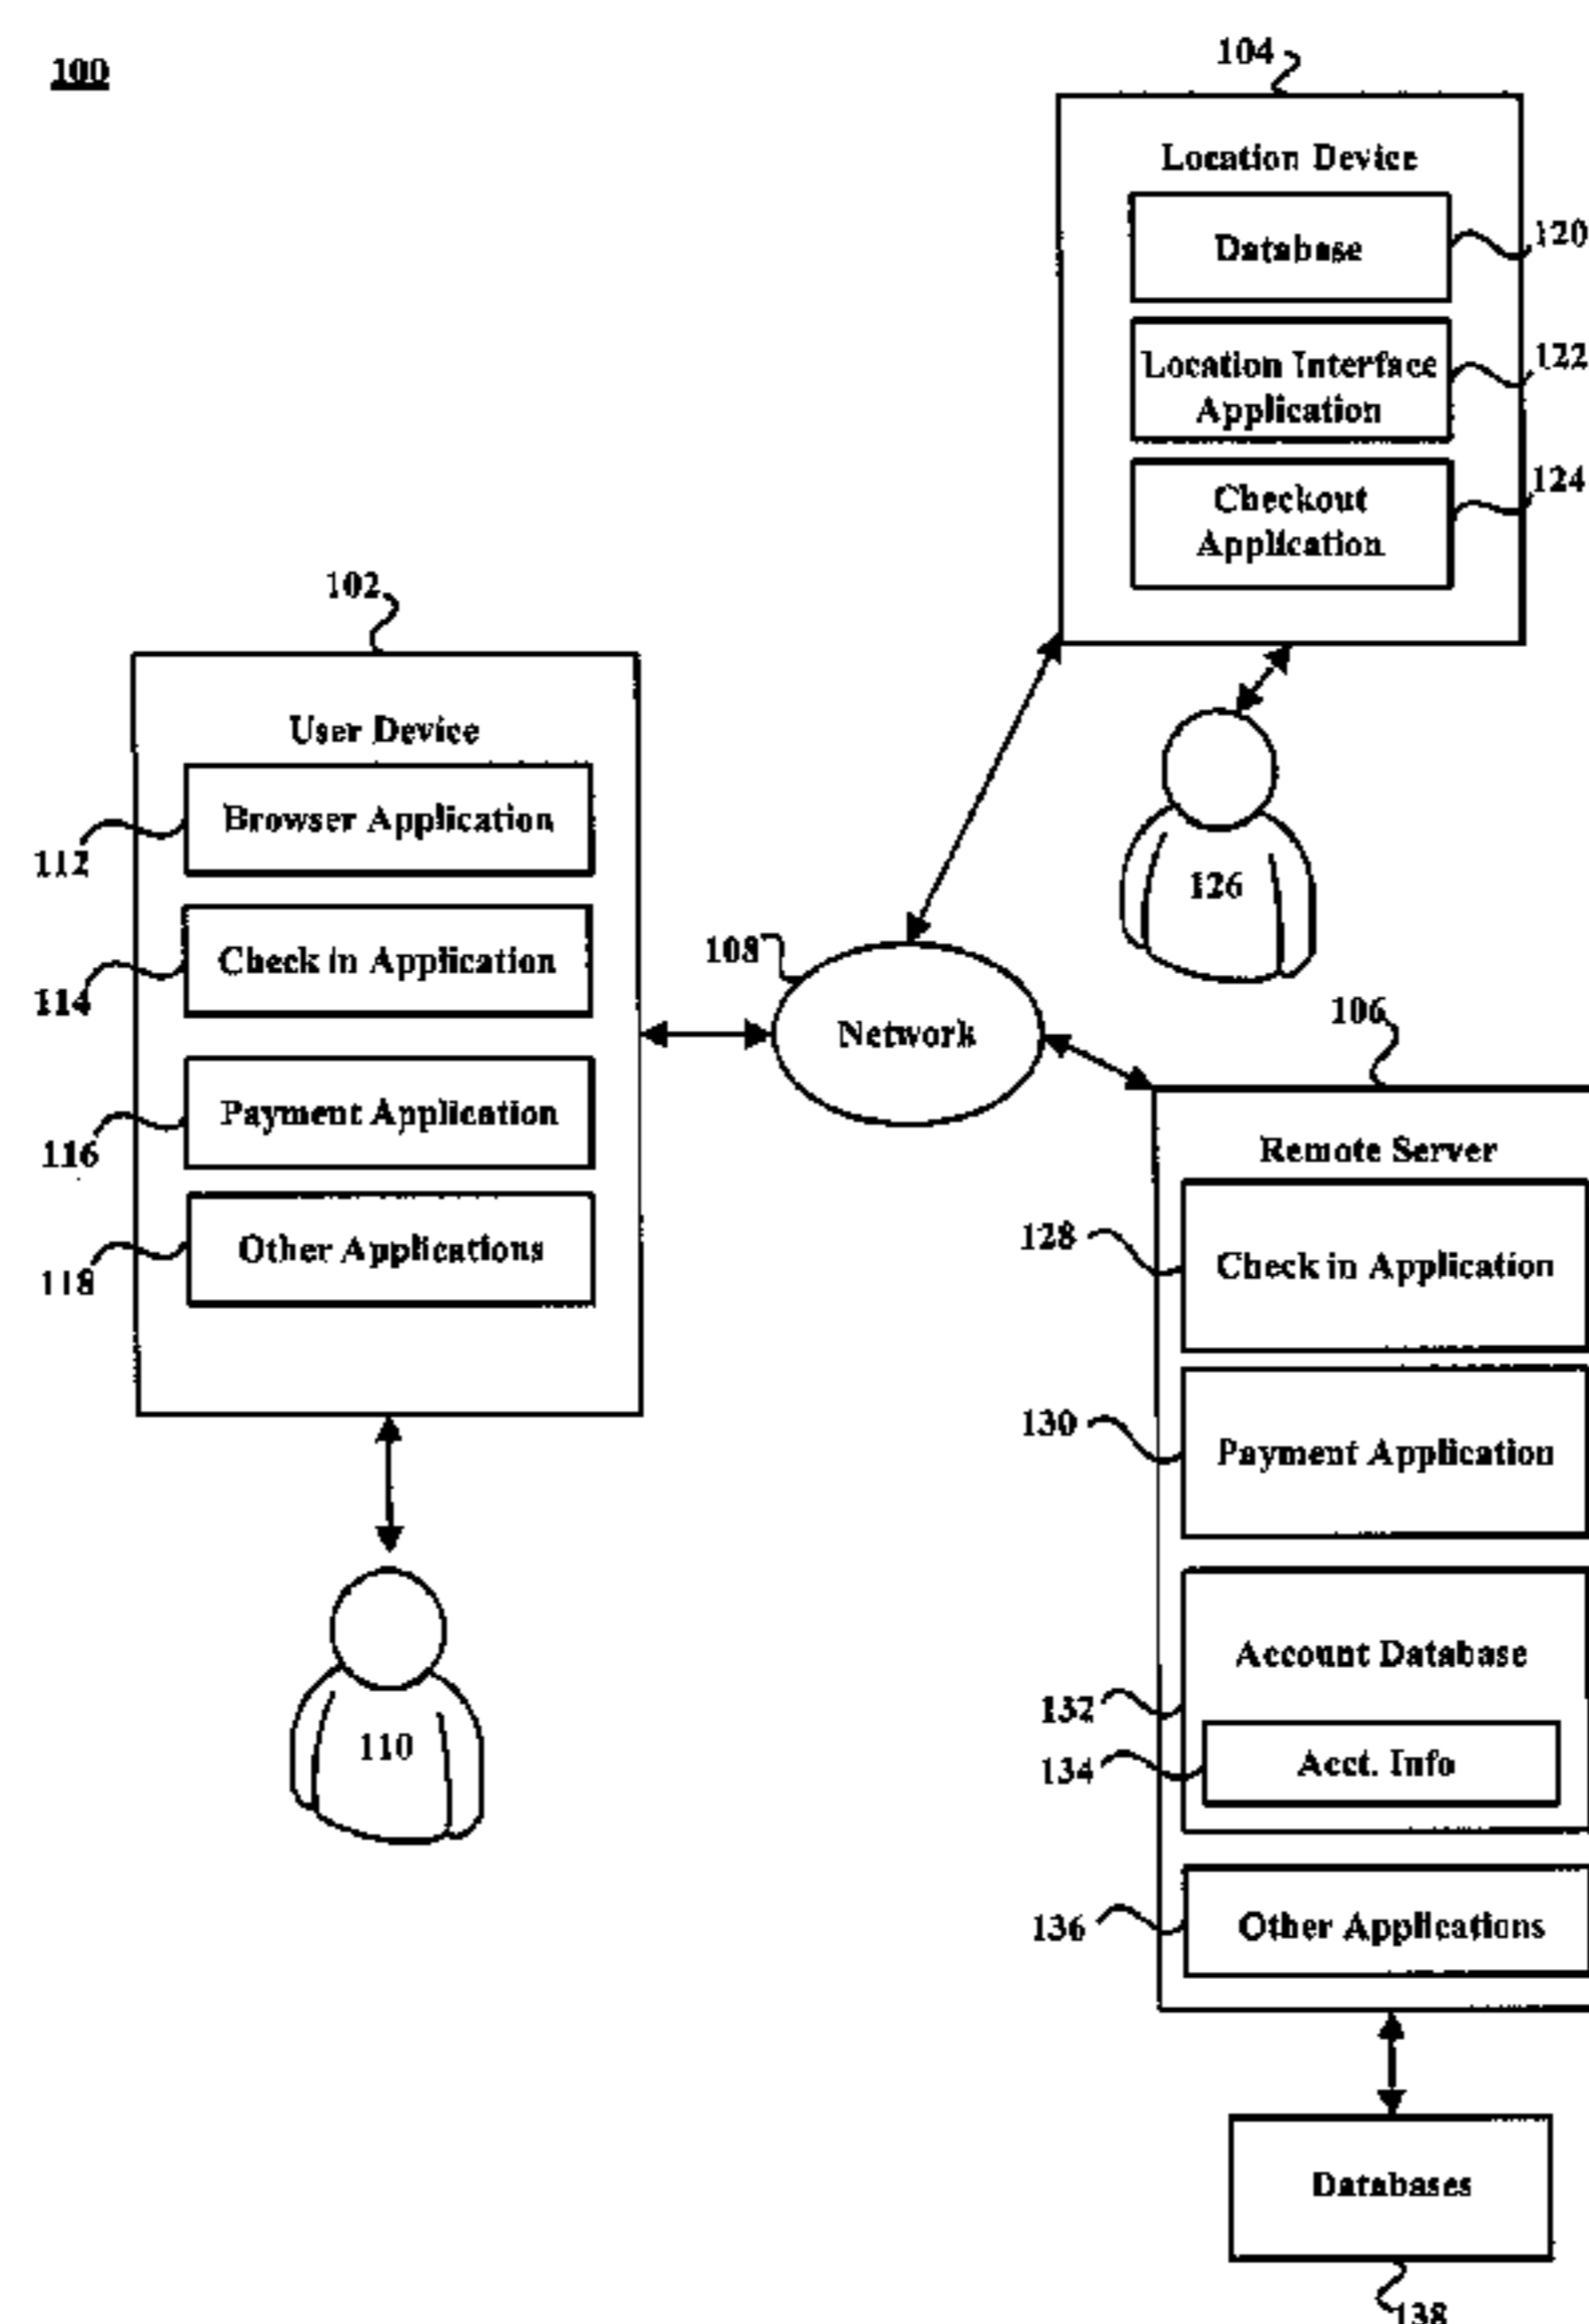 100
104
Location Device
Database
120
Location Interface
Application
122
Checkout
Application
124
102
User Device
Browser Application
112
Check in Application
114
Payment Application
116
Other Applications
118
110
108
Network
126
106
Remote Server
128
Check in Application
130
Payment Application
Account Database
132
134
Acct. Info
136
Other Applications
Databases
138